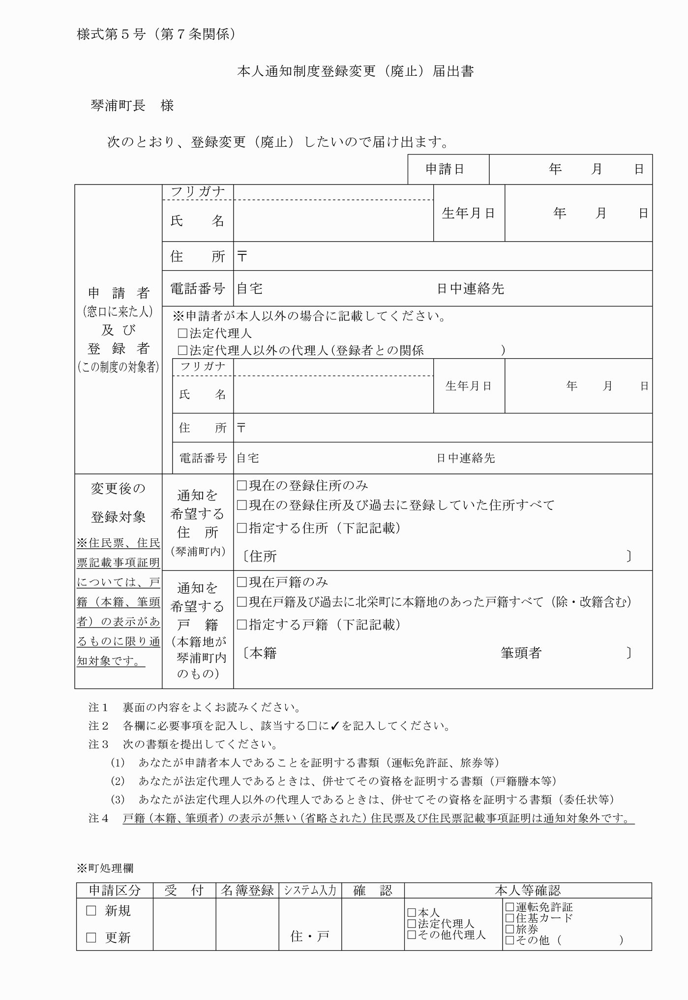 様式第５号（第７条関係）
本人通知制度登録変更（廃止）届出書
琴浦町長　様
次のとおり、登録変更（廃止）したいので届け出ます。
申請日　年　月　日
申　請　者
（窓口に来た人）
及　び
登　録　者
（この制度の対象者）
フリガナ
氏　　名
生年月日　年　月　日
住　　所　〒
電話番号　自宅　日中連絡先
※申請者が本人以外の場合に記載してください。
□法定代理人
□法定代理人以外の代理人（登録者との関係　　　　　　）
フリガナ
氏　　名
生年月日　年　月　日
住　　所　〒
電話番号　自宅　日中連絡先
変更後の
登録対象
※住民票、住民
票記載事項証明
については、戸
籍（本籍、筆頭
者）の表示があ
るものに限り通
知対象です。
通知を
希望する
住　所
（琴浦町内）
□現在の登録住所のみ
□現在の登録住所及び過去に登録していた住所すべて
□指定する住所（下記記載）
〔住所　　　　　　〕
通知を
希望する
戸　籍
（本籍地が
琴浦町内
のもの）
□現在戸籍のみ
□現在戸籍及び過去に北栄町に本籍地のあった戸籍すべて（除・改籍含む）
□指定する戸籍（下記記載）
〔本籍　　　　　　筆頭者　　　　　　〕
注１　裏面の内容をよくお読みください。
注２　各欄に必要事項を記入し、該当する□に✓を記入してください。
注３　次の書類を提出してください。
(1)　あなたが申請者本人であることを証明する書類（運転免許証、旅券等）
(2)　あなたが法定代理人であるときは、併せてその資格を証明する書類（戸籍謄本等）
(3)　あなたが法定代理人以外の代理人であるときは、併せてその資格を証明する書類（委任状等）
注４　戸籍（本籍、筆頭者）の表示が無い（省略された）住民票及び住民票記載事項証明は通知対象外です。
※町処理欄
申請区分　受　付　名簿登録　システム入力　確　認　本人等確認
□ 新規
□ 更新
住・戸
□本人
□法定代理人
□その他代理人
□運転免許証
□住基カード
□旅券
□その他（　　　　　）